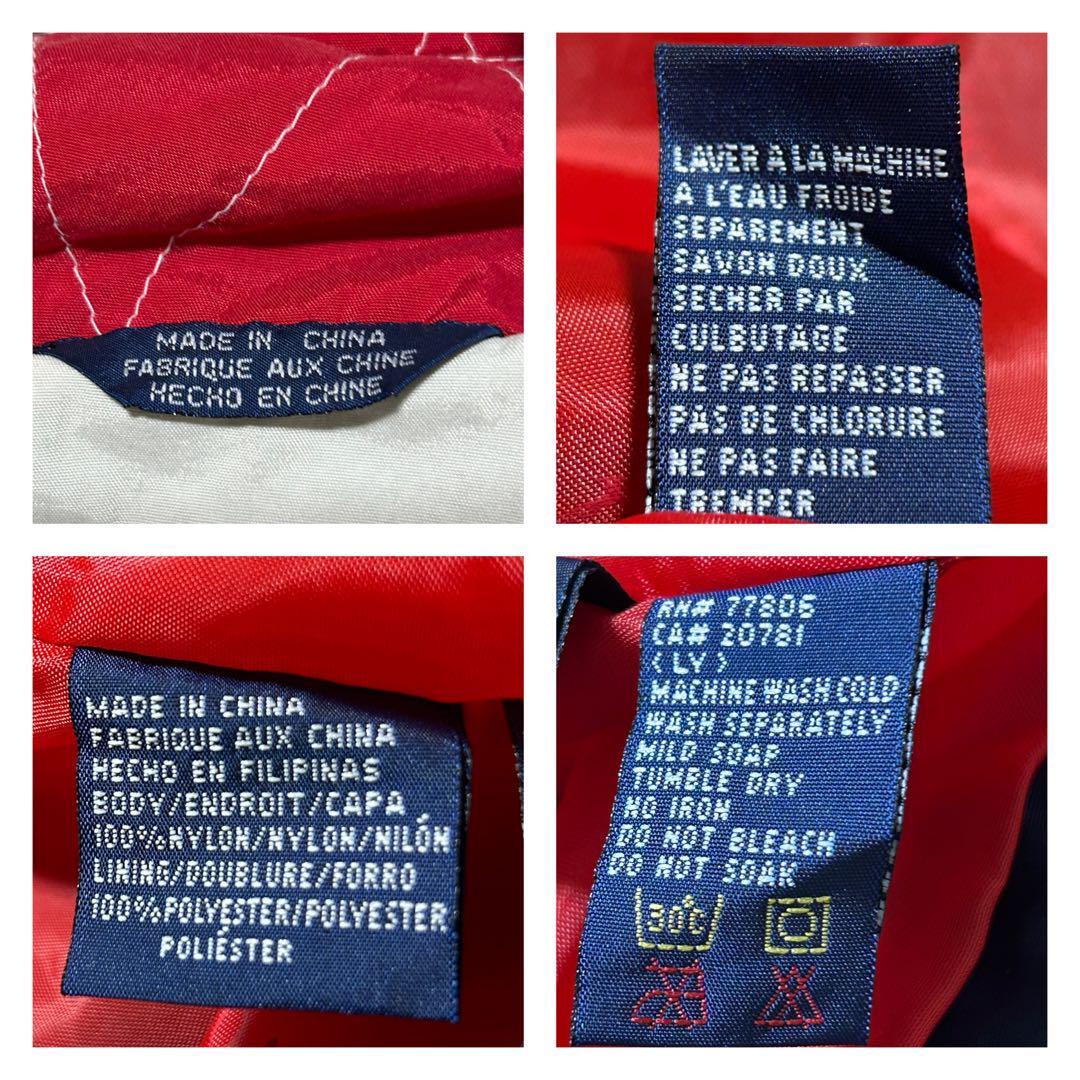 MADE IN CHINA
FABRIQUE AUX CHINE
HECHO EN CHINE
LAVER A LA MACHINE
A L'EAU FROIDE
SEPAREMENT
SAVON DOUX
SECHER PAR
CULBUTAGE
NE PAS REPASSER
PAS DE CHLORURE
NE PAS FAIRE
TREMPER
MADE IN CHINA
FABRIQUE AUX CHINA
HECHO EN FILIPINAS
BODY/ENDROIT/CAPA
100%NYLON/NYLON/NILÓN
LINING/DOUBLURE/FORRO
100%POLYESTER/POLYESTER
POLIÉSTER
RN# 77806
CA# 20781
(LY)
MACHINE WASH COLD
WASH SEPARATELY
MILD SOAP
TUMBLE DRY
NO IRON
DO NOT BLEACH
DO NOT SOAK
30°C